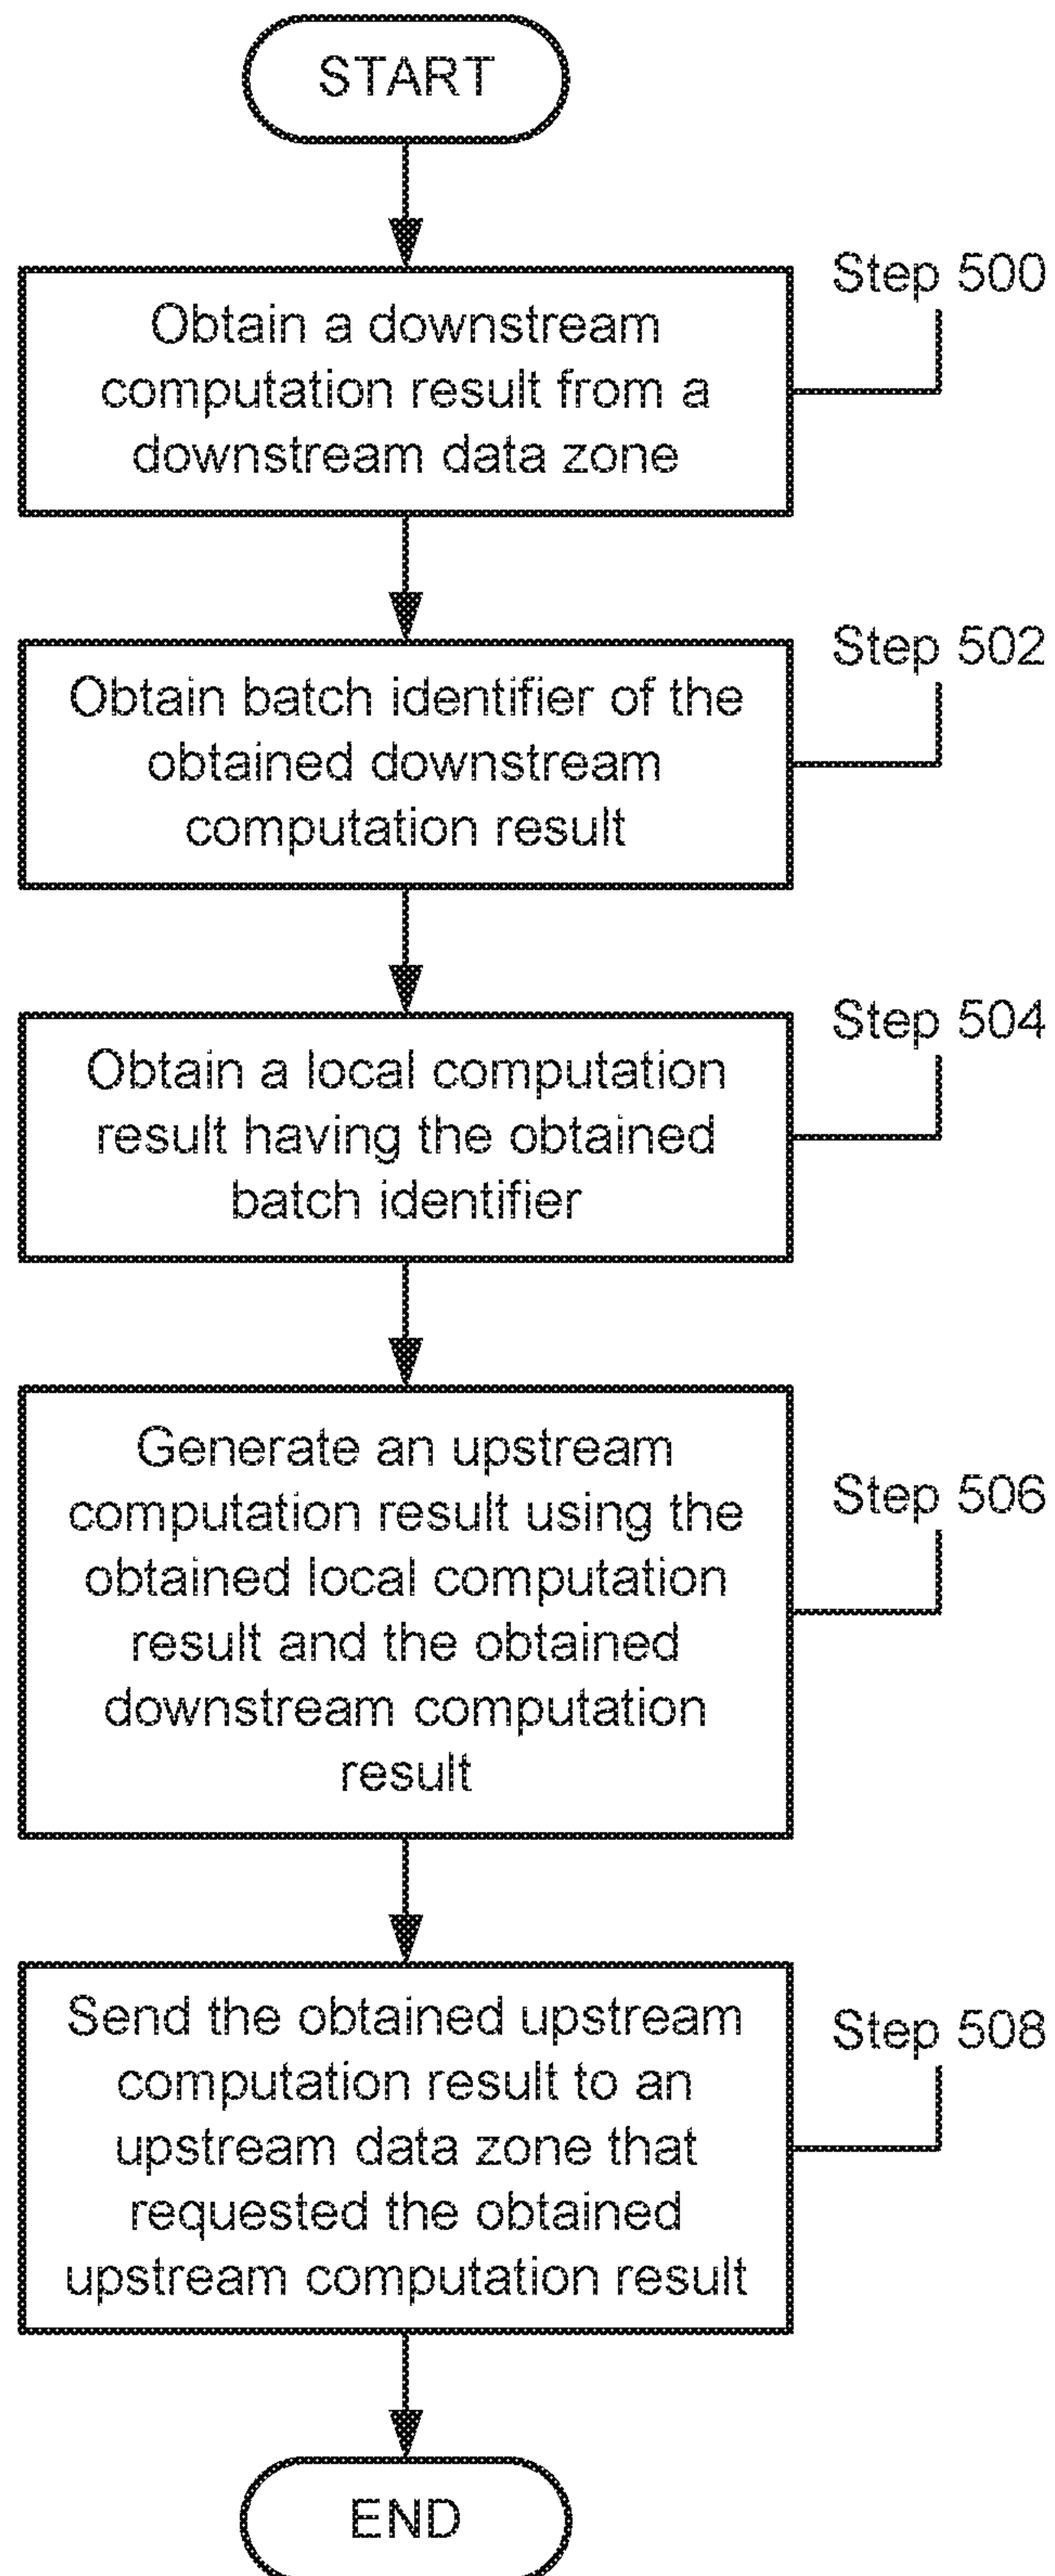 START
Step 500
Obtain a downstream
computation result from a
downstream data zone
Step 502
Obtain batch identifier of the
obtained downstream
computation result
Step 504
Obtain a local computation
result having the obtained
batch identifier
Step 506
Generate an upstream
computation result using the
obtained local computation
result and the obtained
downstream computation
result
Step 508
Send the obtained upstream
computation result to an
upstream data zone that
requested the obtained
upstream computation result
END